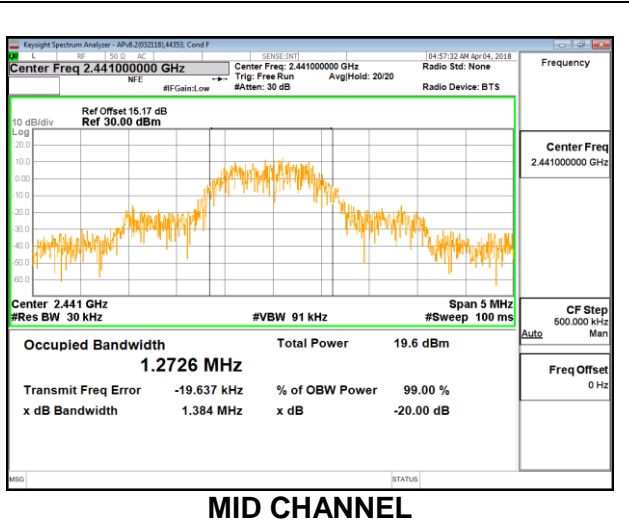 Keysight Spectrum Analyzer - APv8.2(032118),44353, Cond F
L RF 50 Ω AC SENSE:INT 04:57:32 AM Apr 04, 2018
Center Freq 2.441000000 GHz Center Freq: 2.441000000 GHz Radio Std: None Frequency
NFE Trig: Free Run Avg|Hold: 20/20
#IFGain:Low #Atten: 30 dB Radio Device: BTS
Ref Offset 15.17 dB
10 dB/div Ref 30.00 dBm
Log
20.0
10.0
0.00
-10.0
-20.0
-30.0
-40.0
-50.0
-60.0
Center Freq
2.441000000 GHz
Center 2.441 GHz Span 5 MHz
#Res BW 30 kHz #VBW 91 kHz #Sweep 100 ms
CF Step
500.000 kHz
Auto Man
Occupied Bandwidth Total Power 19.6 dBm
1.2726 MHz
Transmit Freq Error -19.637 kHz % of OBW Power 99.00 %
x dB Bandwidth 1.384 MHz x dB -20.00 dB
Freq Offset
0 Hz
MSG STATUS
MID CHANNEL